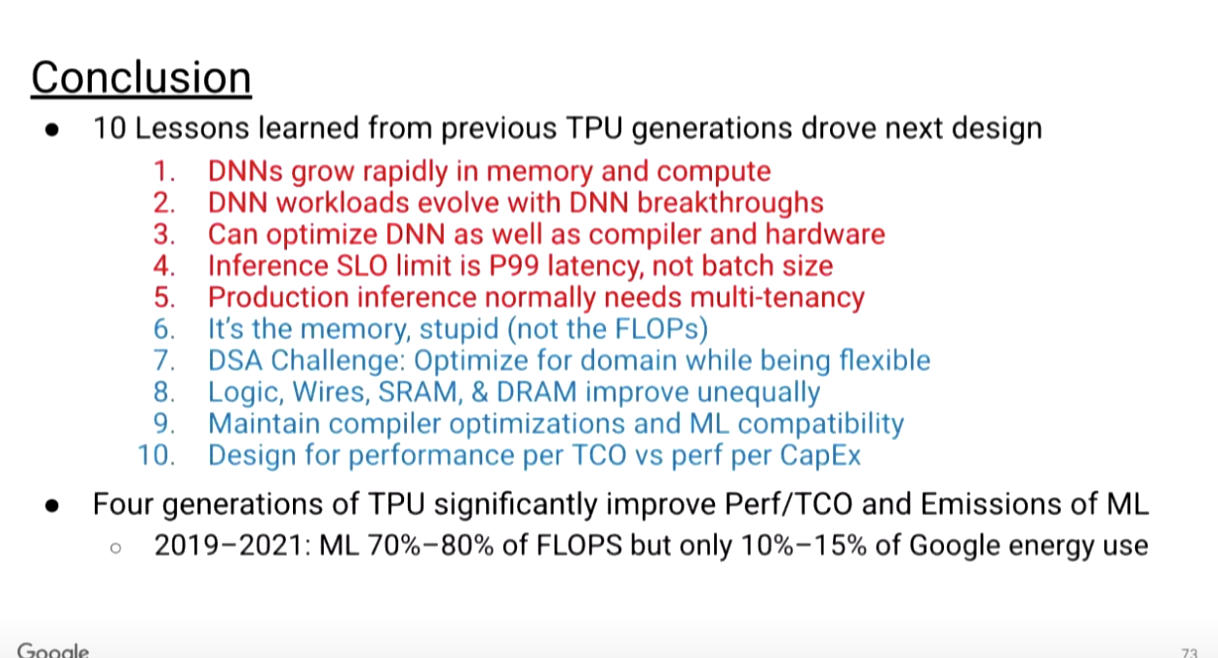 Conclusion
● 10 Lessons learned from previous TPU generations drove next design
1. DNNs grow rapidly in memory and compute
2. DNN workloads evolve with DNN breakthroughs
3. Can optimize DNN as well as compiler and hardware
4. Inference SLO limit is P99 latency, not batch size
5. Production inference normally needs multi-tenancy
6. It's the memory, stupid (not the FLOPs)
7. DSA Challenge: Optimize for domain while being flexible
8. Logic, Wires, SRAM, & DRAM improve unequally
9. Maintain compiler optimizations and ML compatibility
10. Design for performance per TCO vs perf per CapEx
● Four generations of TPU significantly improve Perf/TCO and Emissions of ML
○ 2019–2021: ML 70%–80% of FLOPS but only 10%–15% of Google energy use
Google
73